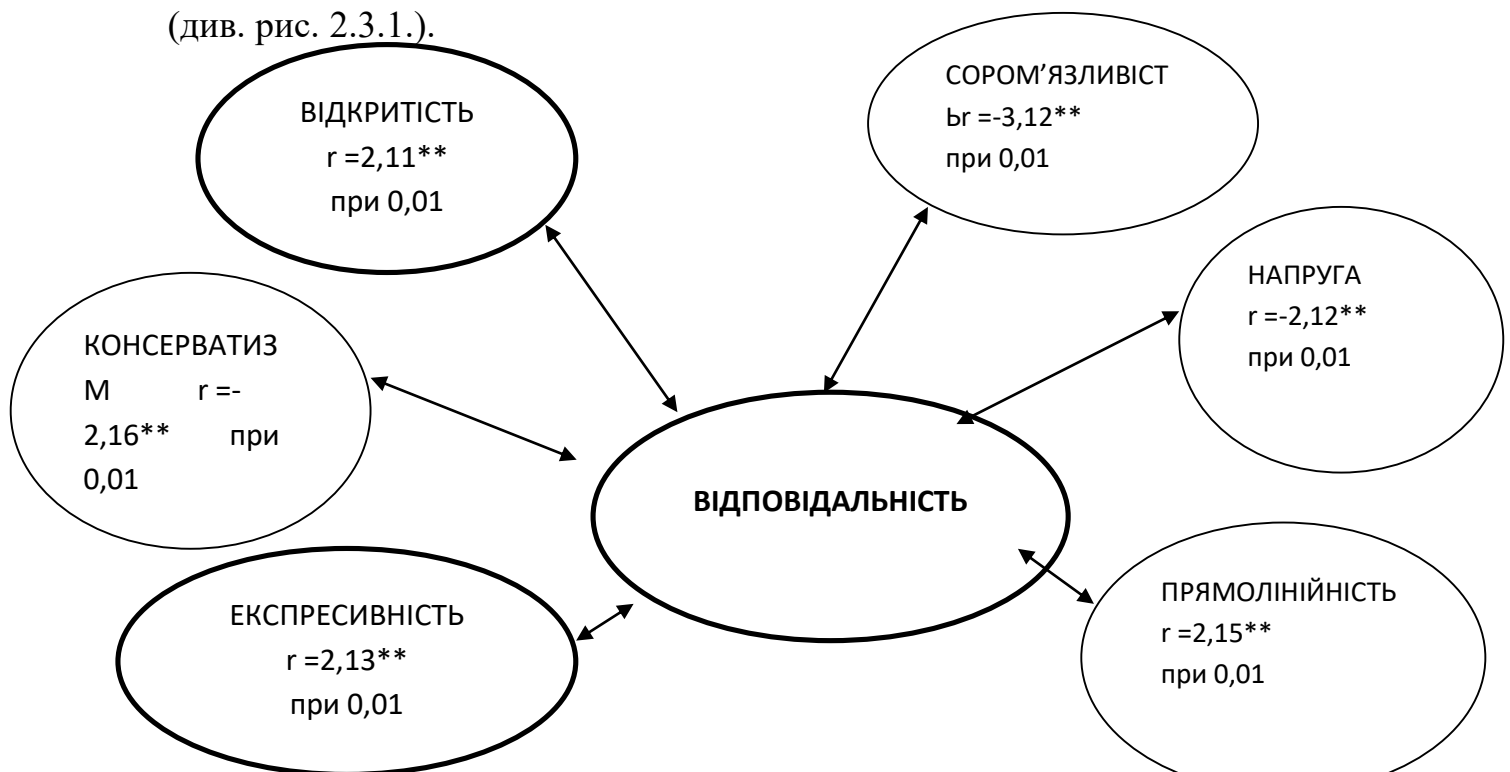 (див. рис. 2.3.1.).
ВІДКРИТІСТЬ
r =2,11**
при 0,01
СОРОМ’ЯЗЛИВІСТ
Ьr =-3,12**
при 0,01
НАПРУГА
r =-2,12**
при 0,01
КОНСЕРВАТИЗ
М r =-
2,16** при
0,01
ВІДПОВІДАЛЬНІСТЬ
ЕКСПРЕСИВНІСТЬ
r =2,13**
при 0,01
ПРЯМОЛІНІЙНІСТЬ
r =2,15**
при 0,01